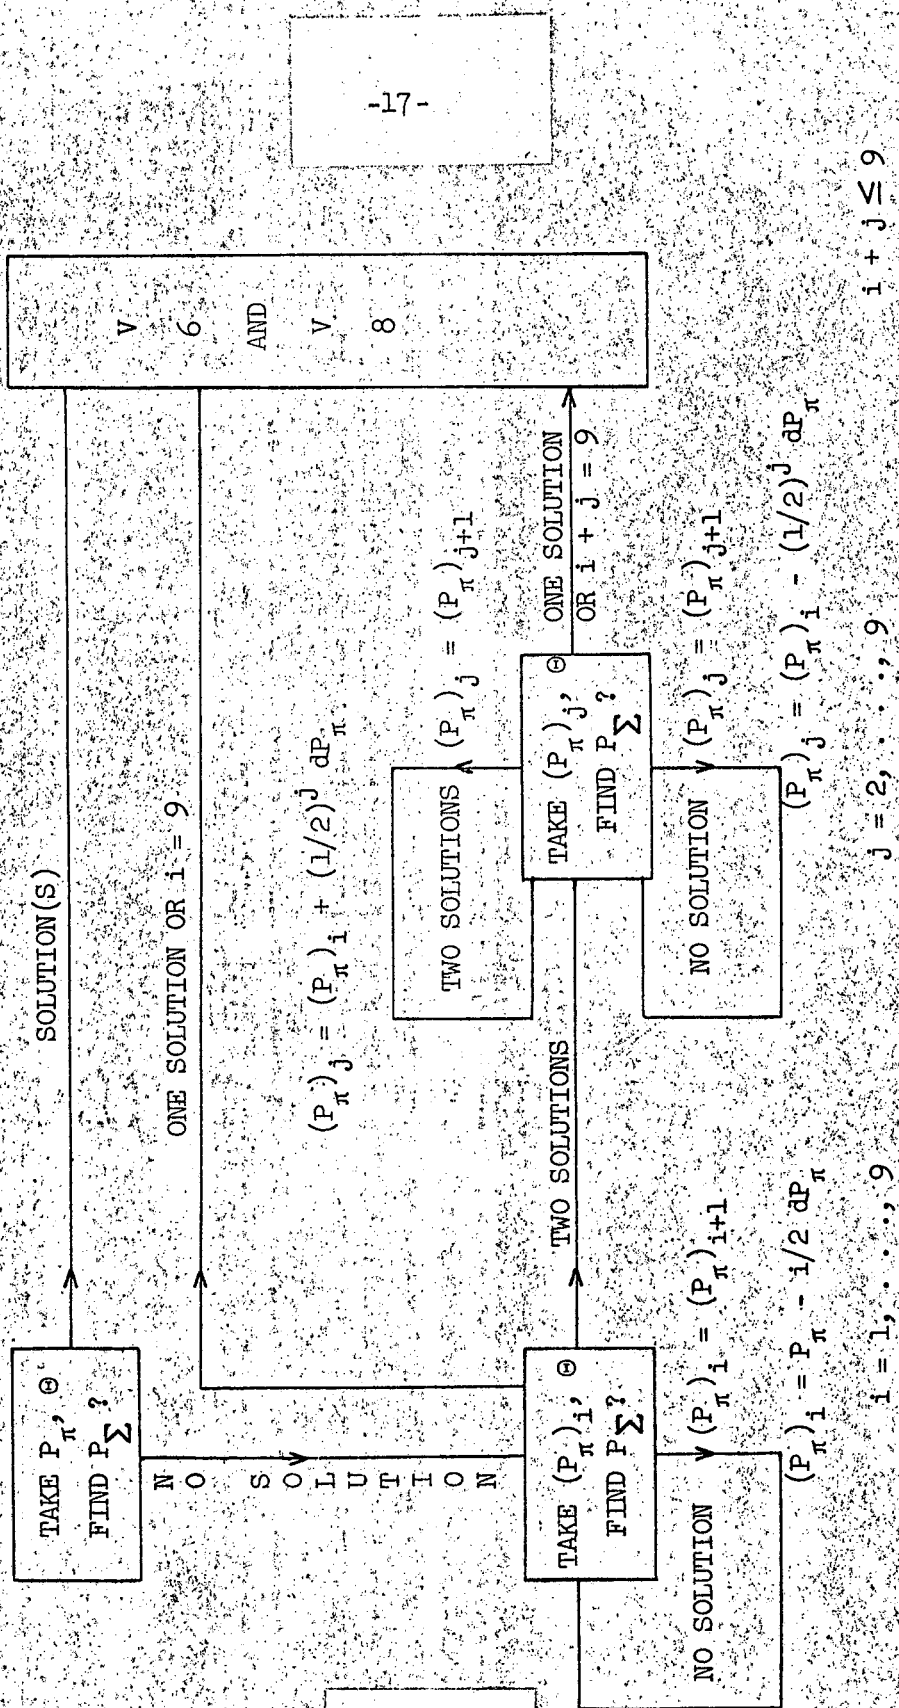 -17-
TAKE P_π, Θ
FIND P_Σ?
SOLUTION(S)
NO SOLUTION
ONE SOLUTION OR i = 9
V
6
AND
V
8
(P_π)_j = (P_π)_i + (1/2)^j dP_π
TWO SOLUTIONS
(P_π)_j = (P_π)_{j+1}
TAKE (P_π)_i, Θ
FIND P_Σ?
TWO SOLUTIONS
TAKE (P_π)_j, Θ
FIND P_Σ?
ONE SOLUTION
OR i + j = 9
NO SOLUTION
(P_π)_i = (P_π)_{i+1}
NO SOLUTION
(P_π)_j = (P_π)_{j+1}
(P_π)_i = P_π - i/2 dP_π
(P_π)_j = (P_π)_i - (1/2)^j dP_π
i = 1, . . ., 9
j = 2, . . ., 9
i + j ≤ 9